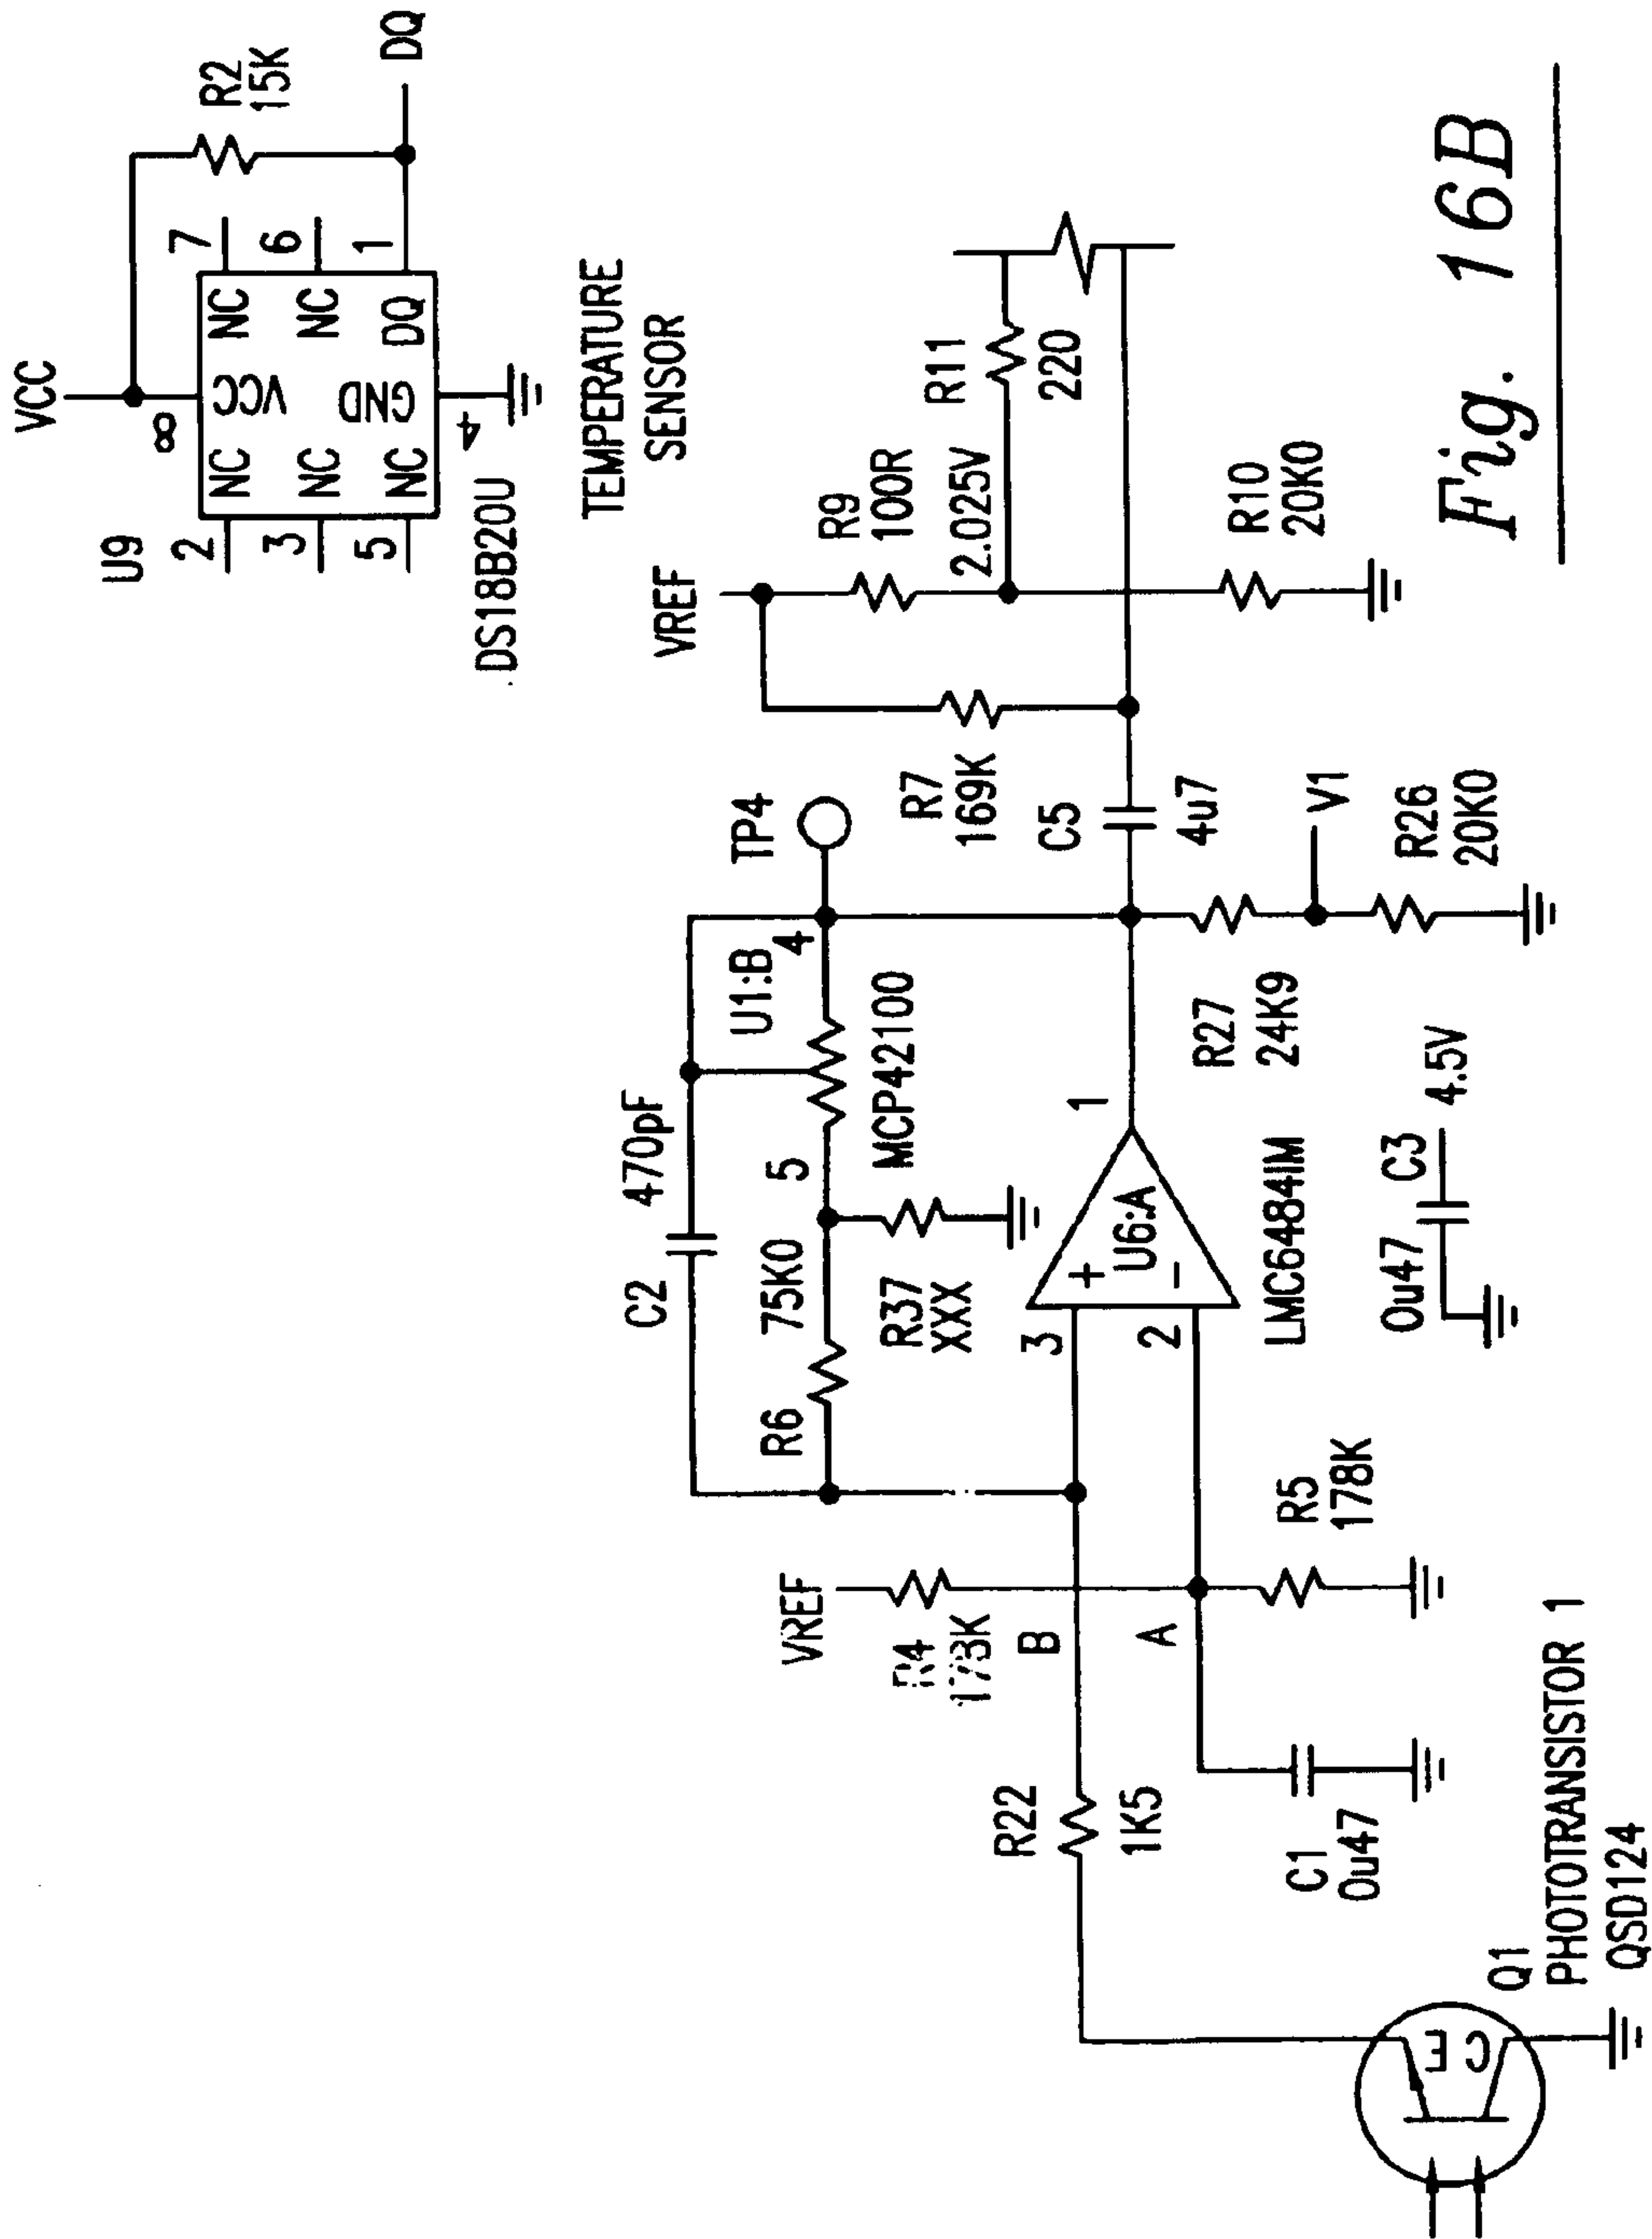 VCC
8
R2
15K
U9
2
NC
VCC
NC
7
3
NC
NC
6
5
NC
GND
DQ
1
DQ
4
DS18B20U
TEMPERATURE
SENSOR
VREF
R9
100R
R11
220
2.025V
R10
20K0
R7
169K
C5
4u7
TP4
U1:B
4
470pF
C2
5
MCP42100
75K0
R6
R37
XXX
3
+
U6:A
1
2
−
LMC6484IM
R27
24K9
V1
R26
20K0
0u47
C3
4.5V
VREF
R4
B
A
R5
178K
R22
1K5
C1
0u47
Q1
E
C
PHOTOTRANSISTOR 1
QSD124
Fig. 16B